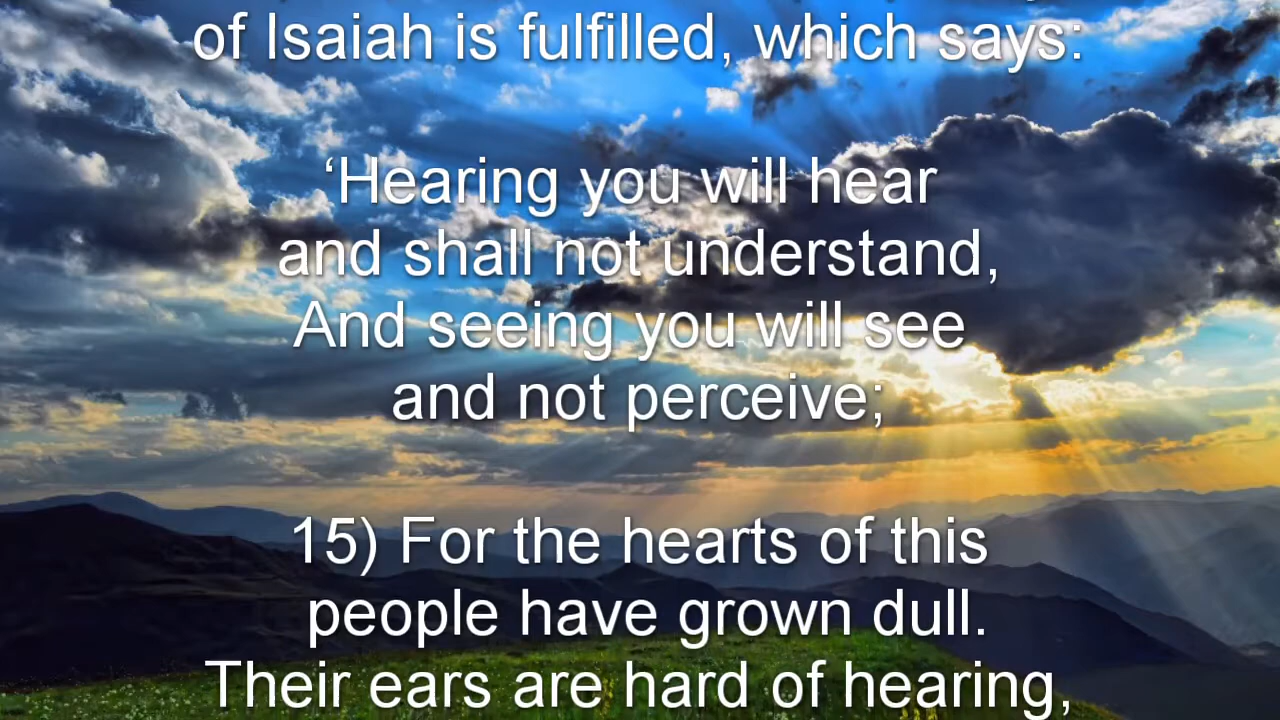 of Isaiah is fulfilled, which says:
‘Hearing you will hear
and shall not understand,
And seeing you will see
and not perceive;
15) For the hearts of this
people have grown dull.
Their ears are hard of hearing,